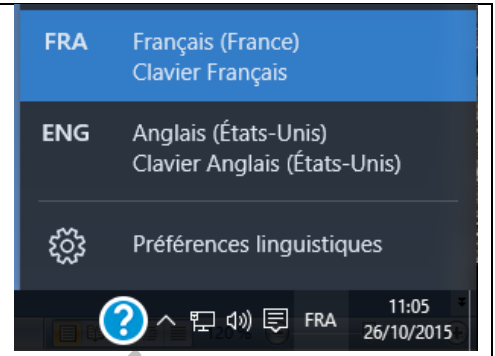 FRA Français (France)
Clavier Français
ENG Anglais (États-Unis)
Clavier Anglais (États-Unis)
Préférences linguistiques
? FRA 11:05
26/10/2015